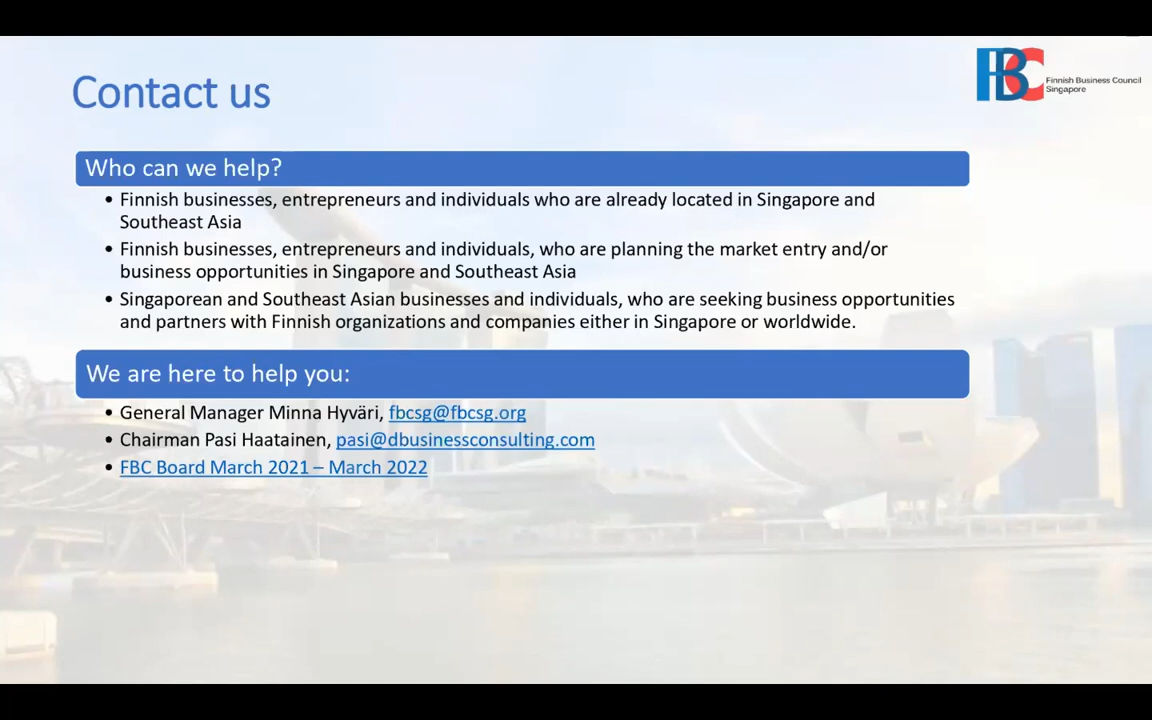 Contact us
FBC
Finnish Business Council
Singapore
Who can we help?
• Finnish businesses, entrepreneurs and individuals who are already located in Singapore and
Southeast Asia
• Finnish businesses, entrepreneurs and individuals, who are planning the market entry and/or
business opportunities in Singapore and Southeast Asia
• Singaporean and Southeast Asian businesses and individuals, who are seeking business opportunities
and partners with Finnish organizations and companies either in Singapore or worldwide.
We are here to help you:
• General Manager Minna Hyväri, fbcsg@fbcsg.org
• Chairman Pasi Haatainen, pasi@dbusinessconsulting.com
• FBC Board March 2021 – March 2022